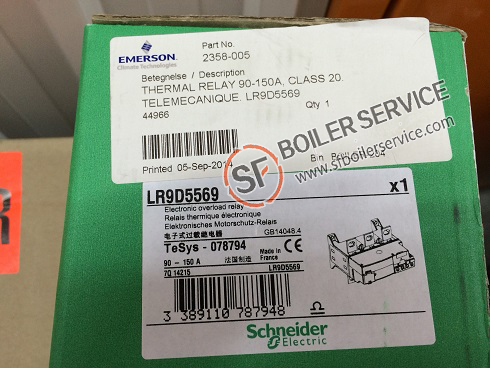 EMERSON.
Climate Technologies
Part No.
2358-005
Betegnelse / Description
THERMAL RELAY 90-150A, CLASS 20.
TELEMECANIQUE. LR9D5569
44966
Qty 1
Printed 05-Sep-2014
Bin
SF BOILER SERVICE.COM
www.sfboilerservice.com
LR9D5569
x1
Electronic overload relay
Relais thermique électronique
Elektronisches Motorschutz-Relais
电子式过载继电器
GB14048.4
TeSys - 078794
Made in
France
90 - 150 A
法国制造
7Q 14215
LR9D5569
3 389110 787948
Schneider
Electric
R